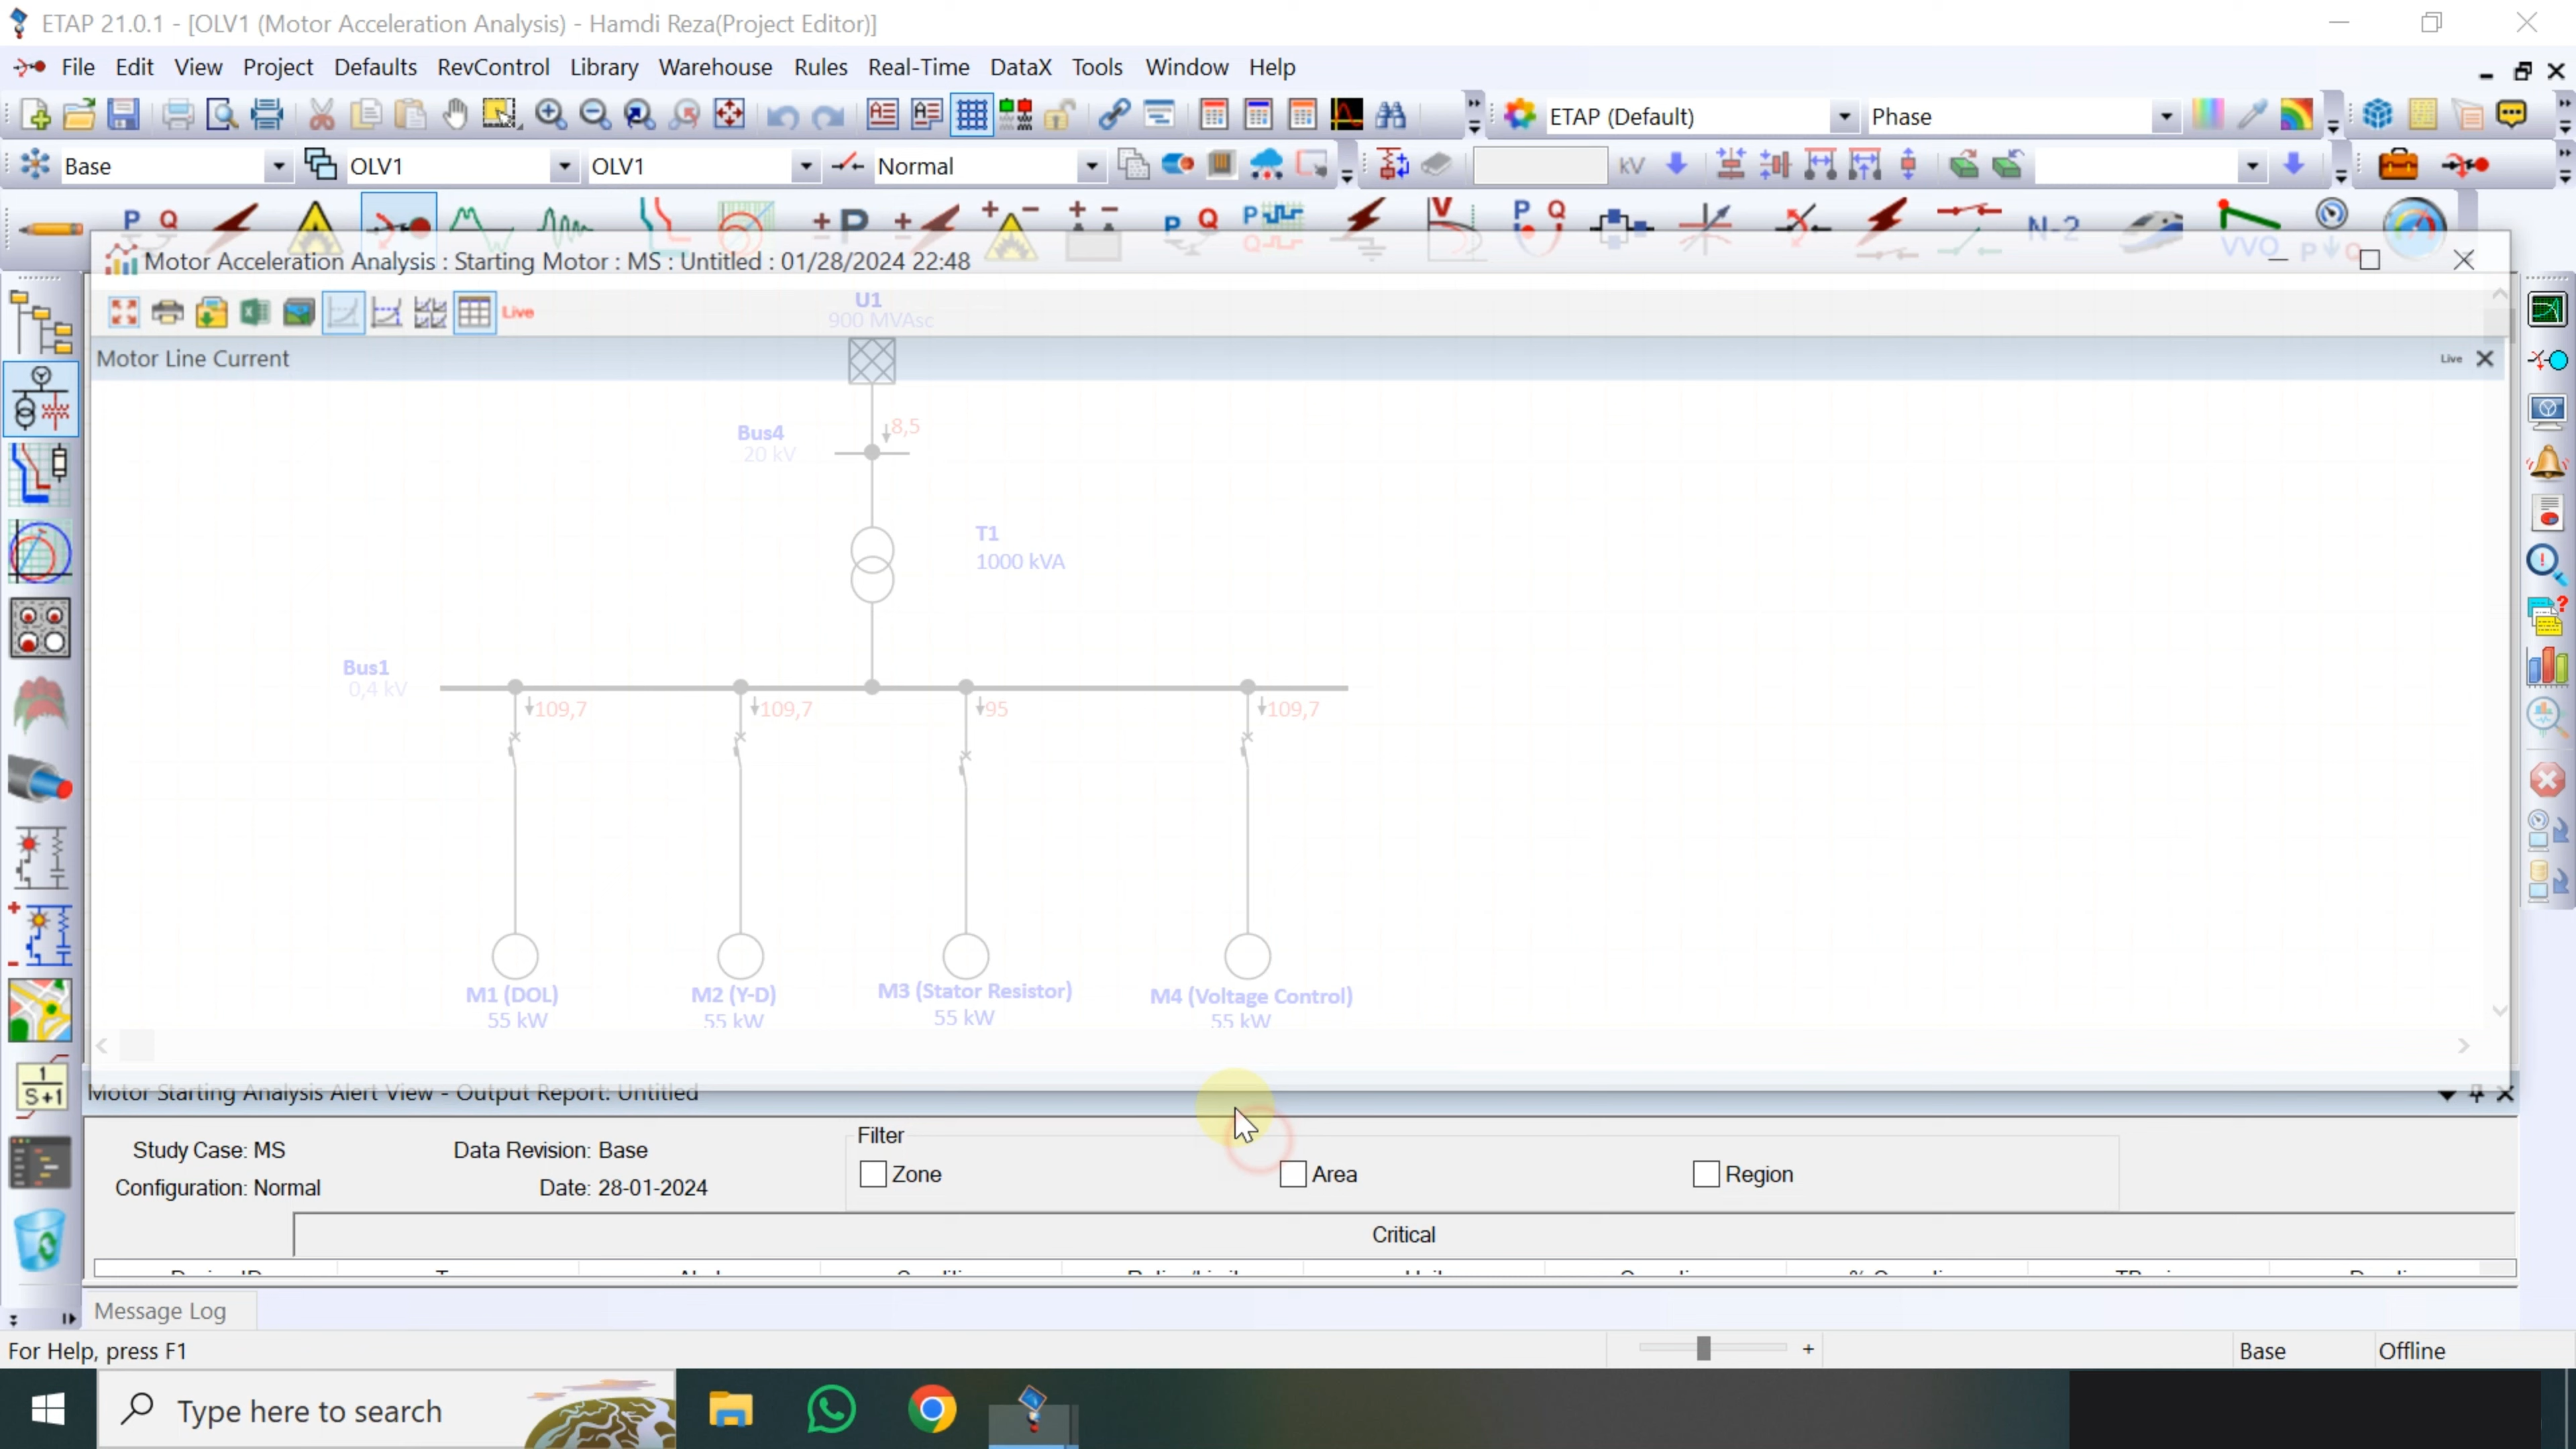 ETAP 21.0.1 - [OLV1 (Motor Acceleration Analysis) - Hamdi Reza(Project Editor)]
File Edit View Project Defaults RevControl Library Warehouse Rules Real-Time DataX Tools Window Help
ETAP (Default) Phase
Base OLV1 OLV1 Normal kV
P Q P P Q P Q V P Q N-2 VVO P Q
Motor Acceleration Analysis : Starting Motor : MS : Untitled : 01/28/2024 22:48
Live
U1
900 MVAsc
Motor Line Current Live
8,5
Bus4
20 kV
T1
1000 kVA
Bus1
0,4 kV
109,7 109,7 95 109,7
M1 (DOL)
55 kW
M2 (Y-D)
55 kW
M3 (Stator Resistor)
55 kW
M4 (Voltage Control)
55 kW
1
S+1
Motor Starting Analysis Alert View - Output Report: Untitled
Study Case: MS Data Revision: Base Filter
Zone Area Region
Configuration: Normal Date: 28-01-2024
Critical
Message Log
For Help, press F1 Base Offline
Type here to search